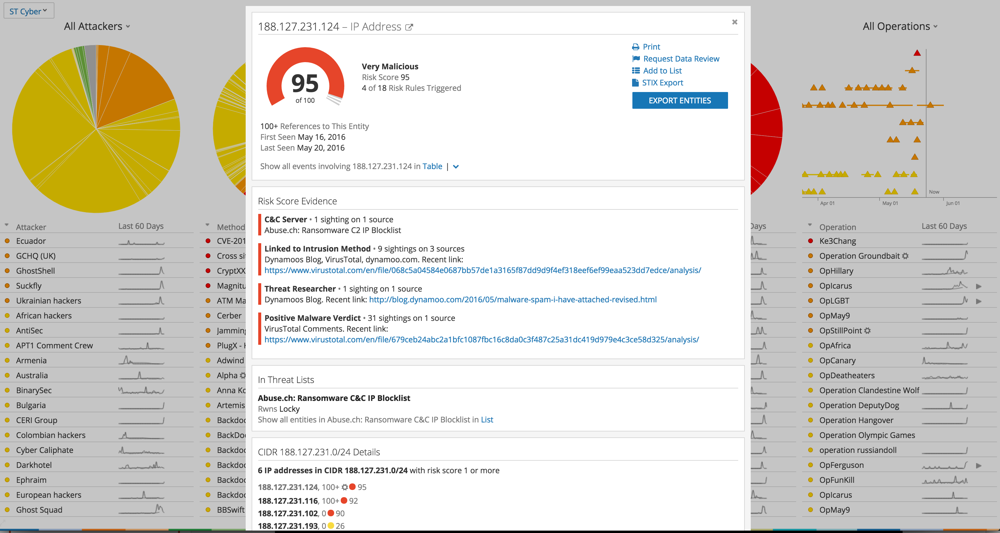 ST Cyber
All Attackers
Attacker Last 60 Days
Ecuador
GCHQ (UK)
GhostShell
Suckfly
Ukrainian hackers
African hackers
AntiSec
APT1 Comment Crew
Armenia
Australia
BinarySec
Bulgaria
CERI Group
Colombian hackers
Cyber Caliphate
Darkhotel
Ephraim
European hackers
Ghost Squad
Method
CVE-201
Cross si
CryptXX
Magnitu
ATM Ma
Cerber
Jamming
PlugX -
Adwind
Alpha
Anna Ko
Artemis
Backdoo
BackDo
Backdoo
Backdoo
Backdoo
Backdoo
BBSwift
188.127.231.124 – IP Address
95
of 100
Very Malicious
Risk Score 95
4 of 18 Risk Rules Triggered
Print
Request Data Review
Add to List
STIX Export
EXPORT ENTITIES
100+ References to This Entity
First Seen May 16, 2016
Last Seen May 20, 2016
Show all events involving 188.127.231.124 in Table |
Risk Score Evidence
C&C Server • 1 sighting on 1 source
Abuse.ch: Ransomware C2 IP Blocklist
Linked to Intrusion Method • 9 sightings on 3 sources
Dynamoos Blog, VirusTotal, dynamoo.com. Recent link:
https://www.virustotal.com/en/file/068c5a04584e0687bb57de1a3165f87dd9d9f4ef318eef6ef99eaa523dd7edce/analysis/
Threat Researcher • 1 sighting on 1 source
Dynamoos Blog. Recent link: http://blog.dynamoo.com/2016/05/malware-spam-i-have-attached-revised.html
Positive Malware Verdict • 31 sightings on 1 source
VirusTotal Comments. Recent link:
https://www.virustotal.com/en/file/679ceb24abc2a1bfc1087fbc16c8da0c3f487c25a31dc419d979e4c3ce58d325/analysis/
In Threat Lists
Abuse.ch: Ransomware C&C IP Blocklist
Rwns Locky
Show all entities in Abuse.ch: Ransomware C&C IP Blocklist in List
CIDR 188.127.231.0/24 Details
6 IP addresses in CIDR 188.127.231.0/24 with risk score 1 or more
188.127.231.124, 100+ 95
188.127.231.116, 100+ 92
188.127.231.102, 0 90
188.127.231.193, 0 26
Days
All Operations
Now
Apr 01 May 01 Jun 01
Operation Last 60 Days
Ke3Chang
Operation Groundbait
OpHillary
OpIcarus
OpLGBT
OpMay9
OpStillPoint
OpAfrica
OpCanary
OpDeatheaters
Operation Clandestine Wolf
Operation DeputyDog
Operation Hangover
Operation Olympic Games
operation russiandoll
OpFerguson
OpFunKill
OpIcarus
OpMay9